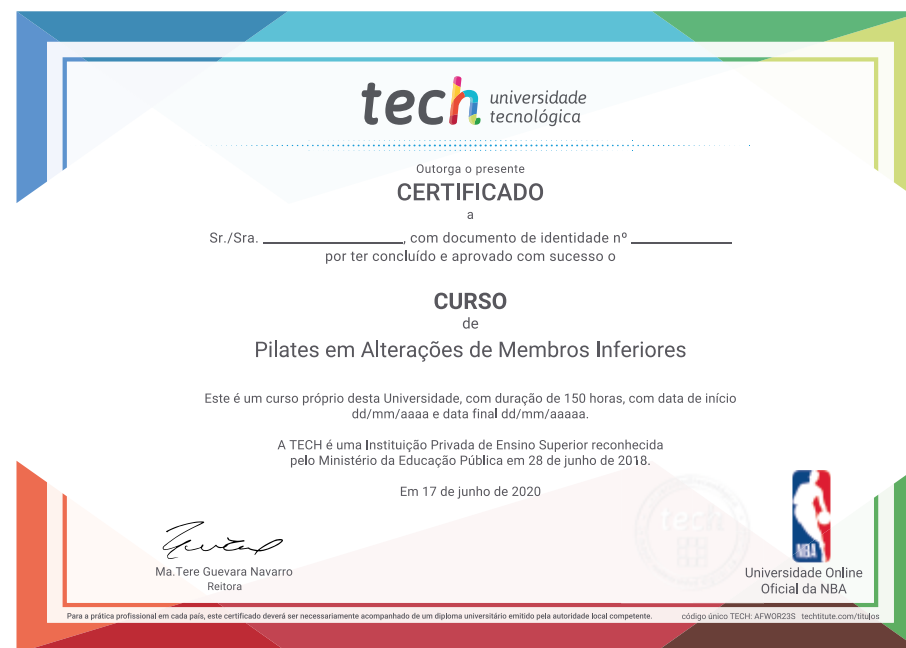 tech universidade
tecnológica
Outorga o presente
CERTIFICADO
a
Sr./Sra. ____________, com documento de identidade nº ____________
por ter concluído e aprovado com sucesso o
CURSO
de
Pilates em Alterações de Membros Inferiores
Este é um curso próprio desta Universidade, com duração de 150 horas, com data de início
dd/mm/aaaa e data final dd/mm/aaaaa.
A TECH é uma Instituição Privada de Ensino Superior reconhecida
pelo Ministério da Educação Pública em 28 de junho de 2018.
Em 17 de junho de 2020
tech
NBA
Ma.Tere Guevara Navarro
Reitora
Universidade Online
Oficial da NBA
Para a prática profissional em cada país, este certificado deverá ser necessariamente acompanhado de um diploma universitário emitido pela autoridade local competente.
código único TECH: AFWOR23S techtitute.com/titulos